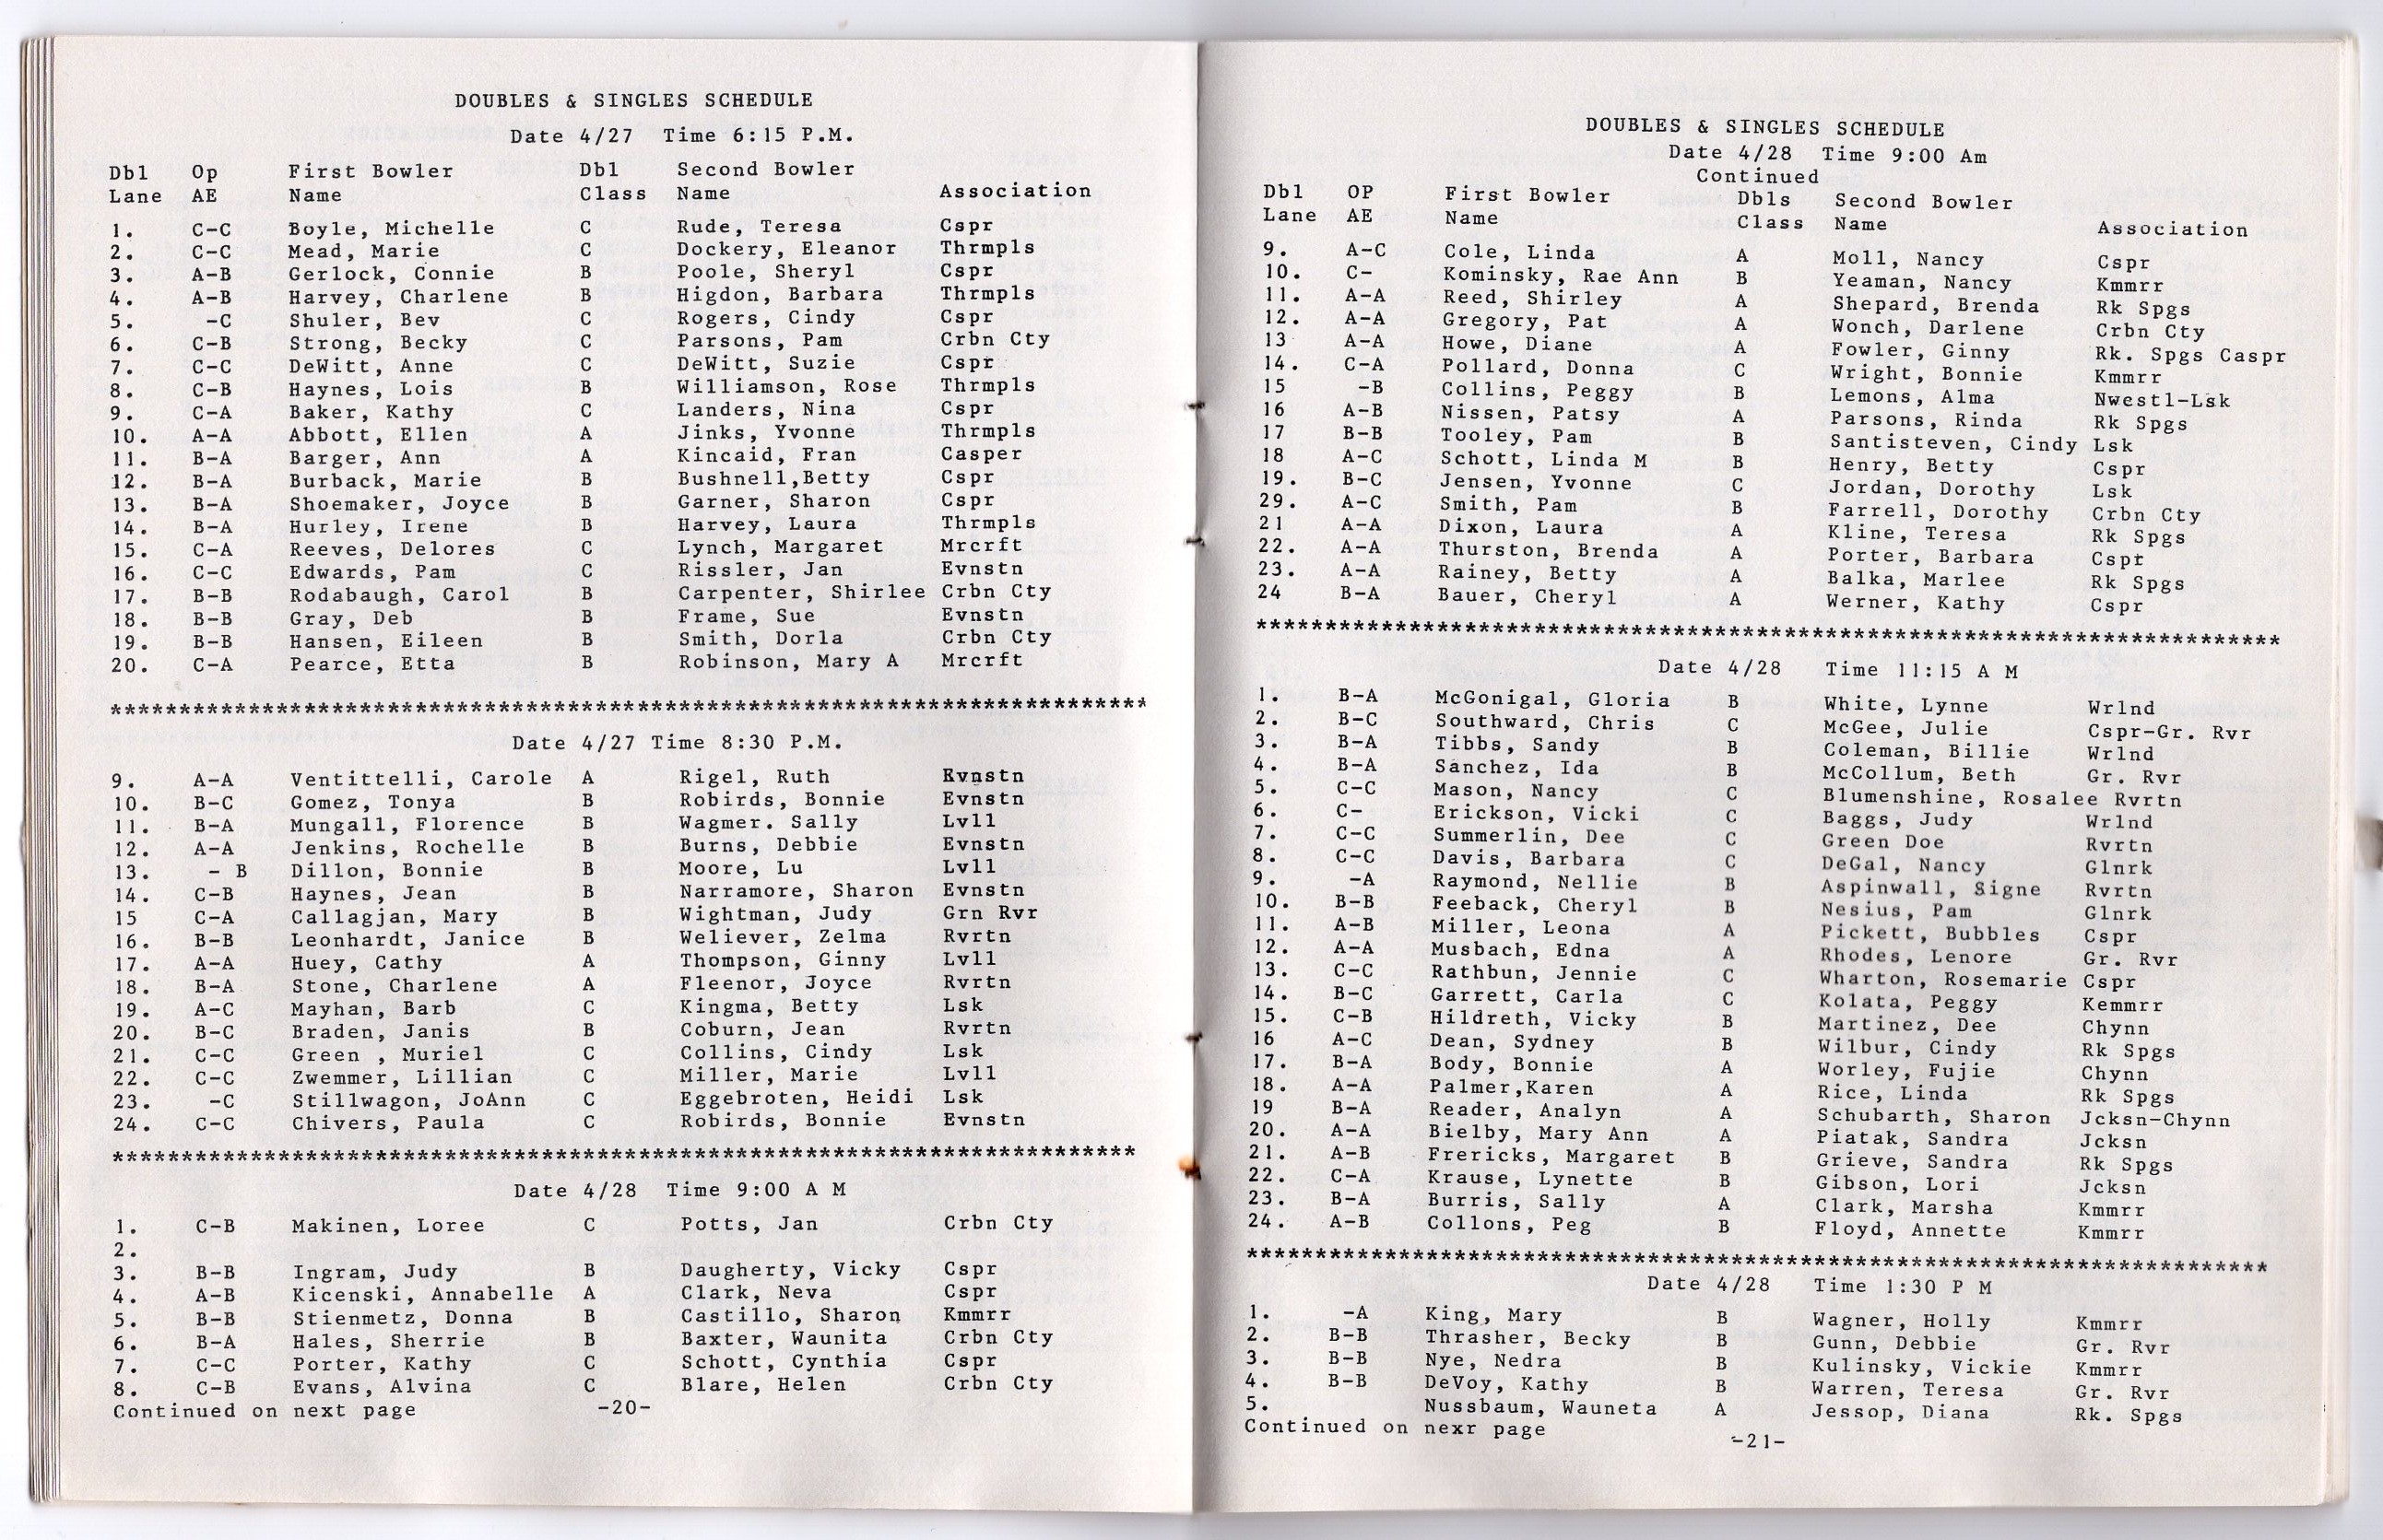 DOUBLES & SINGLES SCHEDULE
Date 4/27 Time 6:15 P.M.
Dbl Op First Bowler Dbl Second Bowler
Lane AE Name Class Name Association
1. C-C Boyle, Michelle C Rude, Teresa Cspr
2. C-C Mead, Marie C Dockery, Eleanor Thrmpls
3. A-B Gerlock, Connie B Poole, Sheryl Cspr
4. A-B Harvey, Charlene B Higdon, Barbara Thrmpls
5. -C Shuler, Bev C Rogers, Cindy Cspr
6. C-B Strong, Becky C Parsons, Pam Crbn Cty
7. C-C DeWitt, Anne C DeWitt, Suzie Cspr
8. C-B Haynes, Lois B Williamson, Rose Thrmpls
9. C-A Baker, Kathy C Landers, Nina Cspr
10. A-A Abbott, Ellen A Jinks, Yvonne Thrmpls
11. B-A Barger, Ann A Kincaid, Fran Casper
12. B-A Burback, Marie B Bushnell,Betty Cspr
13. B-A Shoemaker, Joyce B Garner, Sharon Cspr
14. B-A Hurley, Irene B Harvey, Laura Thrmpls
15. C-A Reeves, Delores C Lynch, Margaret Mrcrft
16. C-C Edwards, Pam C Rissler, Jan Evnstn
17. B-B Rodabaugh, Carol B Carpenter, Shirlee Crbn Cty
18. B-B Gray, Deb B Frame, Sue Evnstn
19. B-B Hansen, Eileen B Smith, Dorla Crbn Cty
20. C-A Pearce, Etta B Robinson, Mary A Mrcrft
***************************************************************************
Date 4/27 Time 8:30 P.M.
9. A-A Ventittelli, Carole A Rigel, Ruth Evnstn
10. B-C Gomez, Tonya B Robirds, Bonnie Evnstn
11. B-A Mungall, Florence B Wagmer. Sally Lvll
12. A-A Jenkins, Rochelle B Burns, Debbie Evnstn
13. - B Dillon, Bonnie B Moore, Lu Lvll
14. C-B Haynes, Jean B Narramore, Sharon Evnstn
15 C-A Callagjan, Mary B Wightman, Judy Grn Rvr
16. B-B Leonhardt, Janice B Weliever, Zelma Rvrtn
17. A-A Huey, Cathy A Thompson, Ginny Lvll
18. B-A Stone, Charlene A Fleenor, Joyce Rvrtn
19. A-C Mayhan, Barb C Kingma, Betty Lsk
20. B-C Braden, Janis B Coburn, Jean Rvrtn
21. C-C Green , Muriel C Collins, Cindy Lsk
22. C-C Zwemmer, Lillian C Miller, Marie Lvll
23. -C Stillwagon, JoAnn C Eggebroten, Heidi Lsk
24. C-C Chivers, Paula C Robirds, Bonnie Evnstn
**************************************************************************
Date 4/28 Time 9:00 A M
1. C-B Makinen, Loree C Potts, Jan Crbn Cty
2.
3. B-B Ingram, Judy B Daugherty, Vicky Cspr
4. A-B Kicenski, Annabelle A Clark, Neva Cspr
5. B-B Stienmetz, Donna B Castillo, Sharon Kmmrr
6. B-A Hales, Sherrie B Baxter, Waunita Crbn Cty
7. C-C Porter, Kathy C Schott, Cynthia Cspr
8. C-B Evans, Alvina C Blare, Helen Crbn Cty
Continued on next page -20-
DOUBLES & SINGLES SCHEDULE
Date 4/28 Time 9:00 Am
Continued
Dbl OP First Bowler Dbls Second Bowler
Lane AE Name Class Name Association
9. A-C Cole, Linda A Moll, Nancy Cspr
10. C- Kominsky, Rae Ann B Yeaman, Nancy Kmmrr
11. A-A Reed, Shirley A Shepard, Brenda Rk Spgs
12. A-A Gregory, Pat A Wonch, Darlene Crbn Cty
13 A-A Howe, Diane A Fowler, Ginny Rk. Spgs Caspr
14. C-A Pollard, Donna C Wright, Bonnie Kmmrr
15 -B Collins, Peggy B Lemons, Alma Nwestl-Lsk
16 A-B Nissen, Patsy A Parsons, Rinda Rk Spgs
17 B-B Tooley, Pam B Santisteven, Cindy Lsk
18 A-C Schott, Linda M B Henry, Betty Cspr
19. B-C Jensen, Yvonne C Jordan, Dorothy Lsk
29. A-C Smith, Pam B Farrell, Dorothy Crbn Cty
21 A-A Dixon, Laura A Kline, Teresa Rk Spgs
22. A-A Thurston, Brenda A Porter, Barbara Cspr
23. A-A Rainey, Betty A Balka, Marlee Rk Spgs
24 B-A Bauer, Cheryl A Werner, Kathy Cspr
**************************************************************************
Date 4/28 Time 11:15 A M
1. B-A McGonigal, Gloria B White, Lynne Wrlnd
2. B-C Southward, Chris C McGee, Julie Cspr-Gr. Rvr
3. B-A Tibbs, Sandy B Coleman, Billie Wrlnd
4. B-A Sanchez, Ida B McCollum, Beth Gr. Rvr
5. C-C Mason, Nancy C Blumenshine, Rosalee Rvrtn
6. C- Erickson, Vicki C Baggs, Judy Wrlnd
7. C-C Summerlin, Dee C Green Doe Rvrtn
8. C-C Davis, Barbara C DeGal, Nancy Glnrk
9. -A Raymond, Nellie B Aspinwall, Signe Rvrtn
10. B-B Feeback, Cheryl B Nesius, Pam Glnrk
11. A-B Miller, Leona A Pickett, Bubbles Cspr
12. A-A Musbach, Edna A Rhodes, Lenore Gr. Rvr
13. C-C Rathbun, Jennie C Wharton, Rosemarie Cspr
14. B-C Garrett, Carla C Kolata, Peggy Kemmrr
15. C-B Hildreth, Vicky B Martinez, Dee Chynn
16 A-C Dean, Sydney B Wilbur, Cindy Rk Spgs
17. B-A Body, Bonnie A Worley, Fujie Chynn
18. A-A Palmer,Karen A Rice, Linda Rk Spgs
19 B-A Reader, Analyn A Schubarth, Sharon Jcksn-Chynn
20. A-A Bielby, Mary Ann A Piatak, Sandra Jcksn
21. A-B Frericks, Margaret B Grieve, Sandra Rk Spgs
22. C-A Krause, Lynette B Gibson, Lori Jcksn
23. B-A Burris, Sally A Clark, Marsha Kmmrr
24. A-B Collons, Peg B Floyd, Annette Kmmrr
**************************************************************************
Date 4/28 Time 1:30 P M
1. -A King, Mary B Wagner, Holly Kmmrr
2. B-B Thrasher, Becky B Gunn, Debbie Gr. Rvr
3. B-B Nye, Nedra B Kulinsky, Vickie Kmmrr
4. B-B DeVoy, Kathy B Warren, Teresa Gr. Rvr
5. Nussbaum, Wauneta A Jessop, Diana Rk. Spgs
Continued on nexr page
-21-